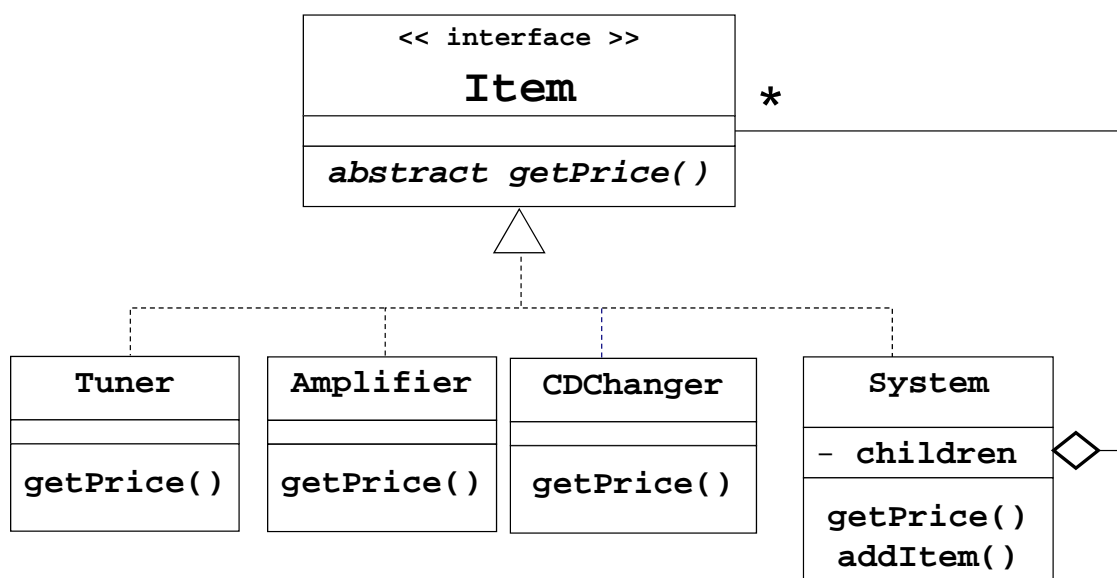 << interface >>
Item
*
abstract getPrice()
Tuner
getPrice()
Amplifier
getPrice()
CDChanger
getPrice()
System
- children
getPrice()
addItem()